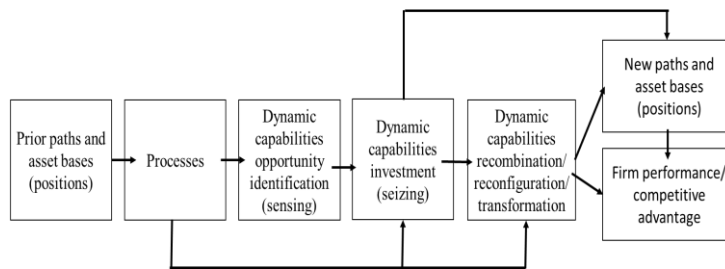 Prior paths and
asset bases
(positions)
Processes
Dynamic
capabilities
opportunity
identification
(sensing)
Dynamic
capabilities
investment
(seizing)
Dynamic
capabilities
recombination/
reconfiguration/
transformation
New paths and
asset bases
(positions)
Firm performance/
competitive
advantage